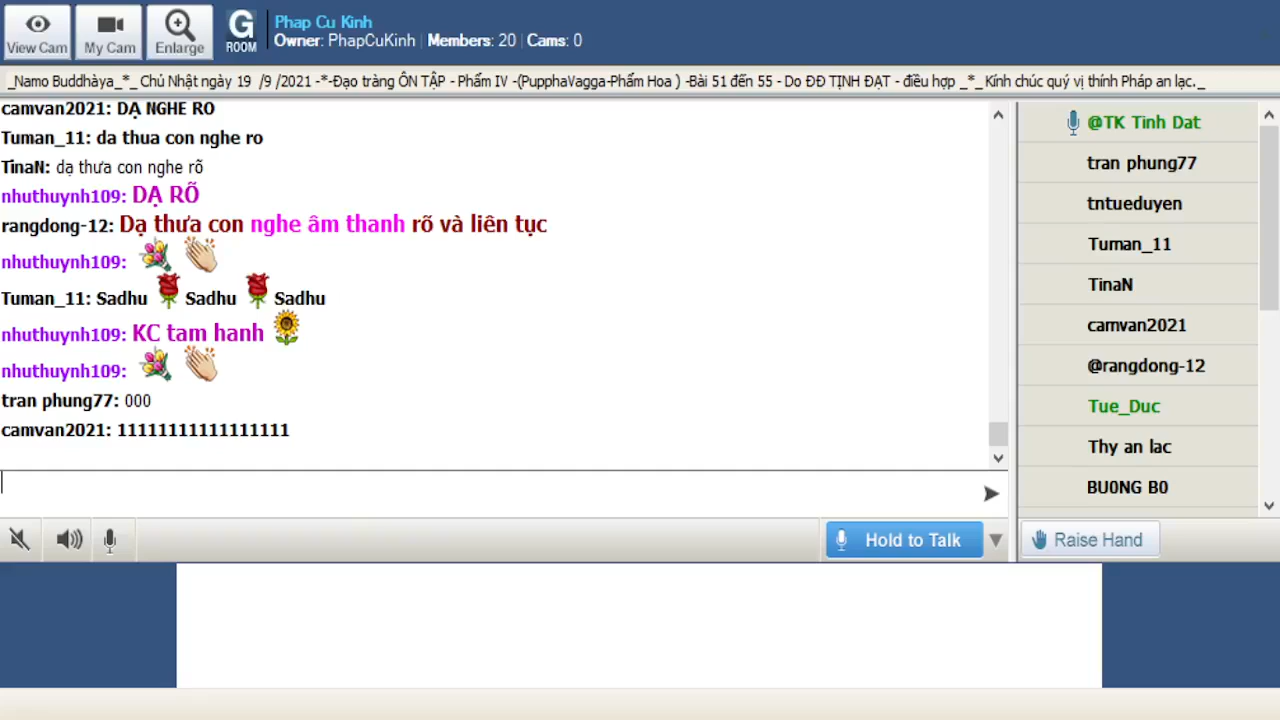 View Cam
My Cam
Enlarge
G
ROOM
Phap Cu Kinh
Owner: PhapCuKinh | Members: 20 | Cams: 0
_Namo Buddhàya_*_ Chủ Nhật ngày 19 /9 /2021 -*-Đạo tràng ÔN TẬP - Phẩm IV -(PupphaVagga-Phẩm Hoa ) -Bài 51 đến 55 - Do ĐĐ TỊNH ĐẠT - điều hợp _*_ Kính chúc quý vị thính Pháp an lạc._
camvan2021: DẠ NGHE RO
Tuman_11: da thua con nghe ro
TinaN: dạ thưa con nghe rõ
nhuthuynh109: DẠ RÕ
rangdong-12: Dạ thưa con nghe âm thanh rõ và liên tục
nhuthuynh109:
Tuman_11: Sadhu Sadhu Sadhu
nhuthuynh109: KC tam hanh
nhuthuynh109:
tran phung77: 000
camvan2021: 11111111111111111
@TK Tinh Dat
tran phung77
tntueduyen
Tuman_11
TinaN
camvan2021
@rangdong-12
Tue_Duc
Thy an lac
BU0NG B0
Hold to Talk
Raise Hand